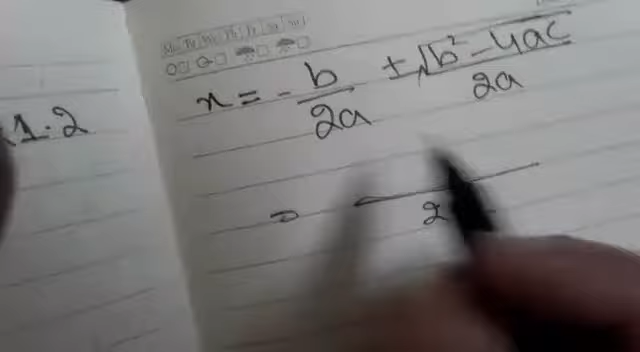 1.2
x = - b/2a ± √b² - 4ac/2a
= /2